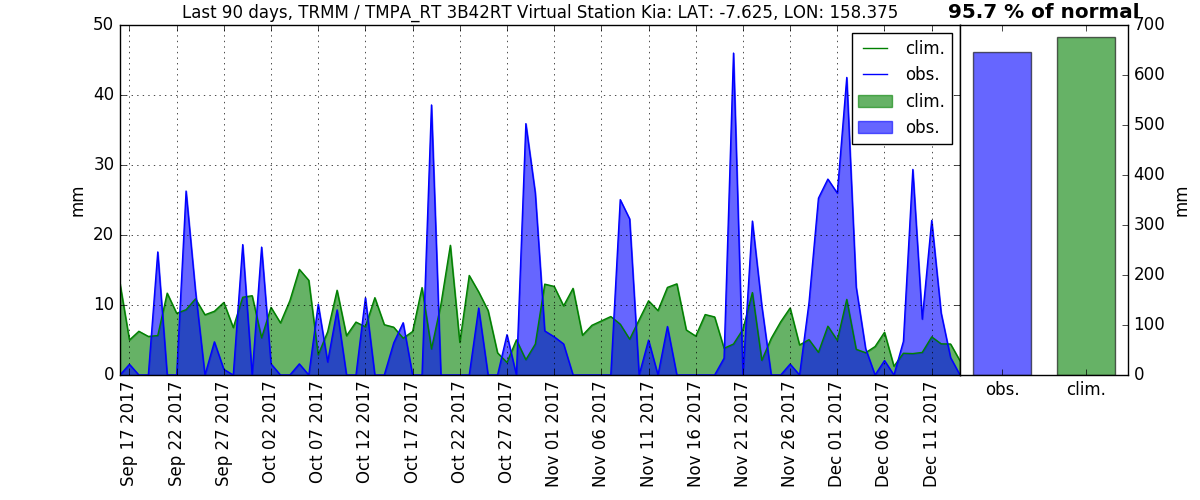 Last 90 days, TRMM / TMPA_RT 3B42RT Virtual Station Kia: LAT: -7.625, LON: 158.375
95.7 % of normal
50
40
30
20
10
0
mm
clim.
obs.
clim.
obs.
700
600
500
400
300
200
100
0
mm
obs.
clim.
Sep 17 2017
Sep 22 2017
Sep 27 2017
Oct 02 2017
Oct 07 2017
Oct 12 2017
Oct 17 2017
Oct 22 2017
Oct 27 2017
Nov 01 2017
Nov 06 2017
Nov 11 2017
Nov 16 2017
Nov 21 2017
Nov 26 2017
Dec 01 2017
Dec 06 2017
Dec 11 2017